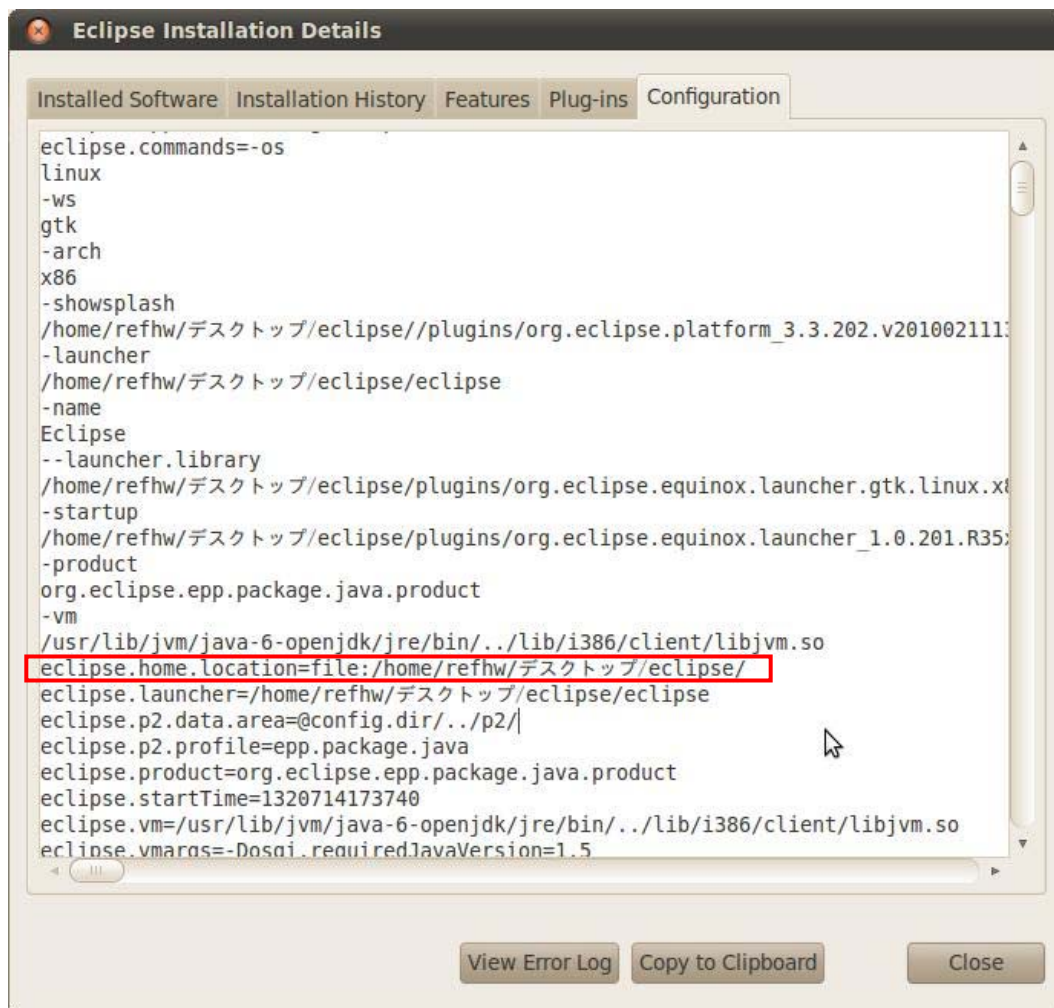 Eclipse Installation Details
Installed Software Installation History Features Plug-ins Configuration
eclipse.commands=-os
linux
-ws
gtk
-arch
x86
-showsplash
/home/refhw/デスクトップ/eclipse//plugins/org.eclipse.platform_3.3.202.v201002111
-launcher
/home/refhw/デスクトップ/eclipse/eclipse
-name
Eclipse
--launcher.library
/home/refhw/デスクトップ/eclipse/plugins/org.eclipse.equinox.launcher.gtk.linux.x8
-startup
/home/refhw/デスクトップ/eclipse/plugins/org.eclipse.equinox.launcher_1.0.201.R35x
-product
org.eclipse.epp.package.java.product
-vm
/usr/lib/jvm/java-6-openjdk/jre/bin/../lib/i386/client/libjvm.so
eclipse.home.location=file:/home/refhw/デスクトップ/eclipse/
eclipse.launcher=/home/refhw/デスクトップ/eclipse/eclipse
eclipse.p2.data.area=@config.dir/../p2/
eclipse.p2.profile=epp.package.java
eclipse.product=org.eclipse.epp.package.java.product
eclipse.startTime=1320714173740
eclipse.vm=/usr/lib/jvm/java-6-openjdk/jre/bin/../lib/i386/client/libjvm.so
eclipse.vmargs=-Dosgi.requiredJavaVersion=1.5
View Error Log Copy to Clipboard Close